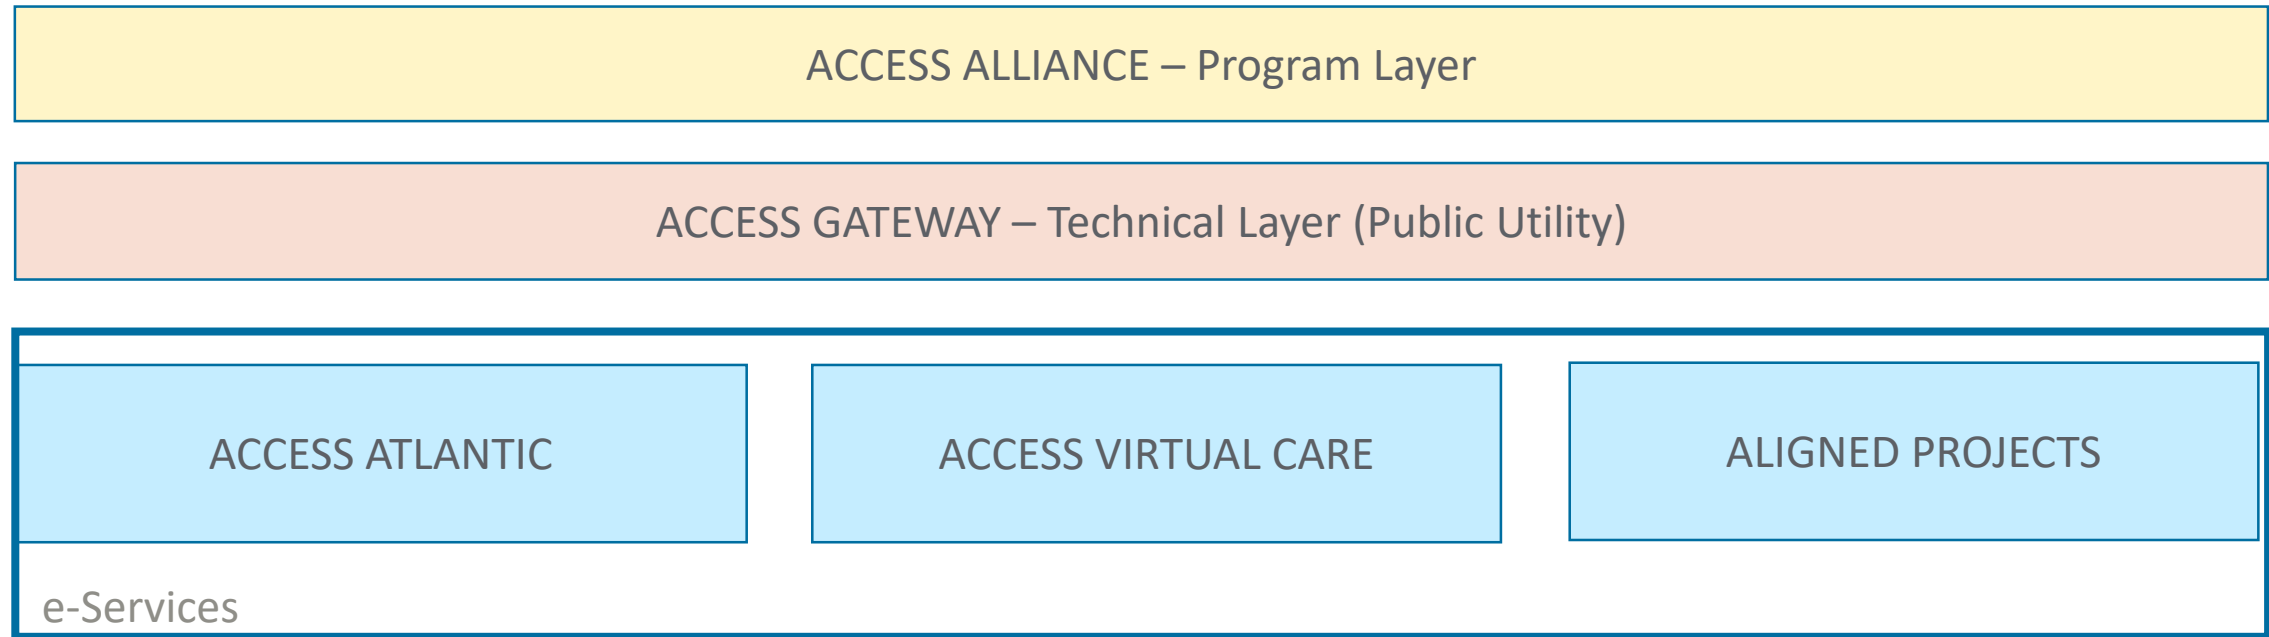 ACCESS ALLIANCE – Program Layer
ACCESS GATEWAY – Technical Layer (Public Utility)
ACCESS ATLANTIC
ACCESS VIRTUAL CARE
ALIGNED PROJECTS
e-Services